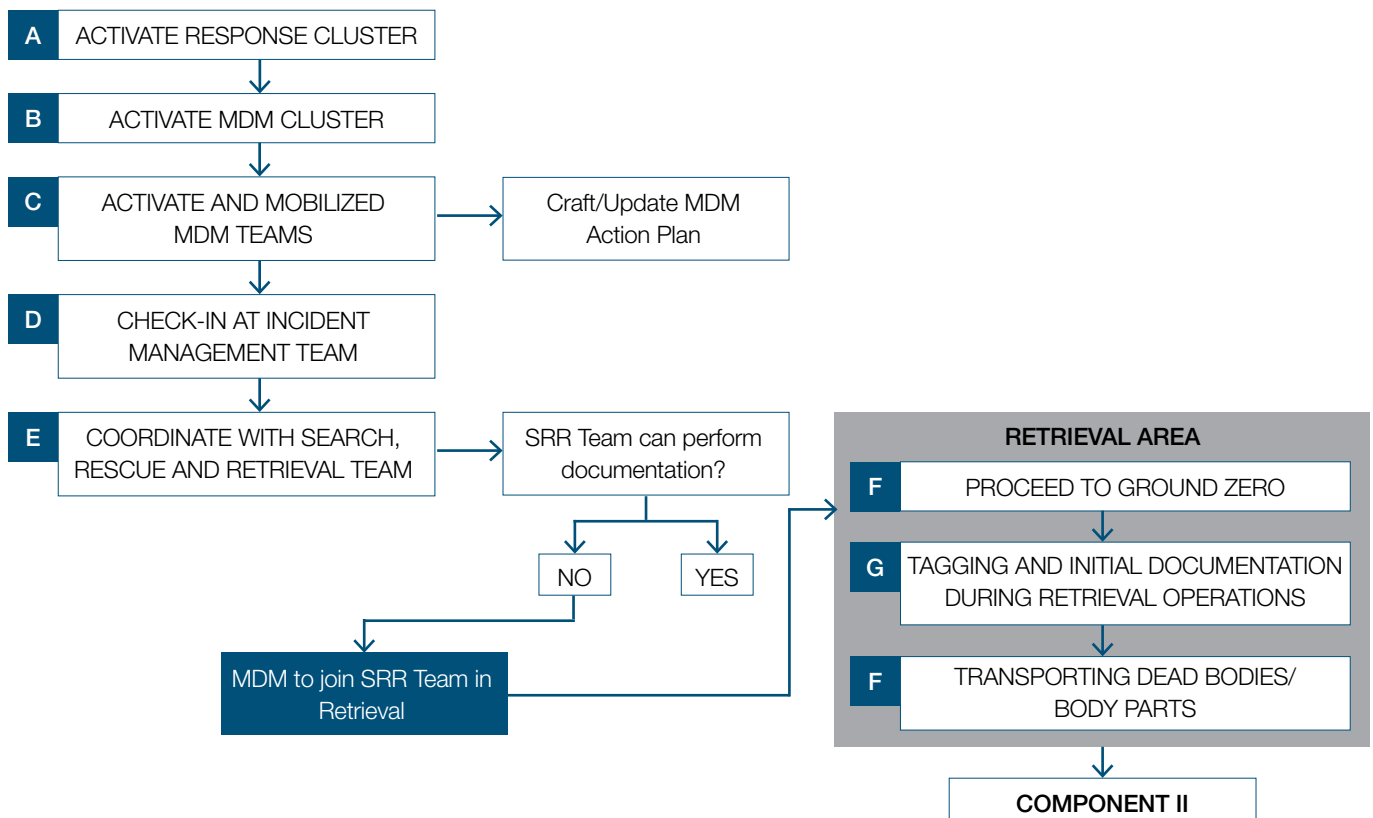 A
ACTIVATE RESPONSE CLUSTER
B
ACTIVATE MDM CLUSTER
C
ACTIVATE AND MOBILIZED
MDM TEAMS
Craft/Update MDM
Action Plan
D
CHECK-IN AT INCIDENT
MANAGEMENT TEAM
E
COORDINATE WITH SEARCH,
RESCUE AND RETRIEVAL TEAM
SRR Team can perform
documentation?
NO
YES
MDM to join SRR Team in
Retrieval
RETRIEVAL AREA
F
PROCEED TO GROUND ZERO
G
TAGGING AND INITIAL DOCUMENTATION
DURING RETRIEVAL OPERATIONS
F
TRANSPORTING DEAD BODIES/
BODY PARTS
COMPONENT II